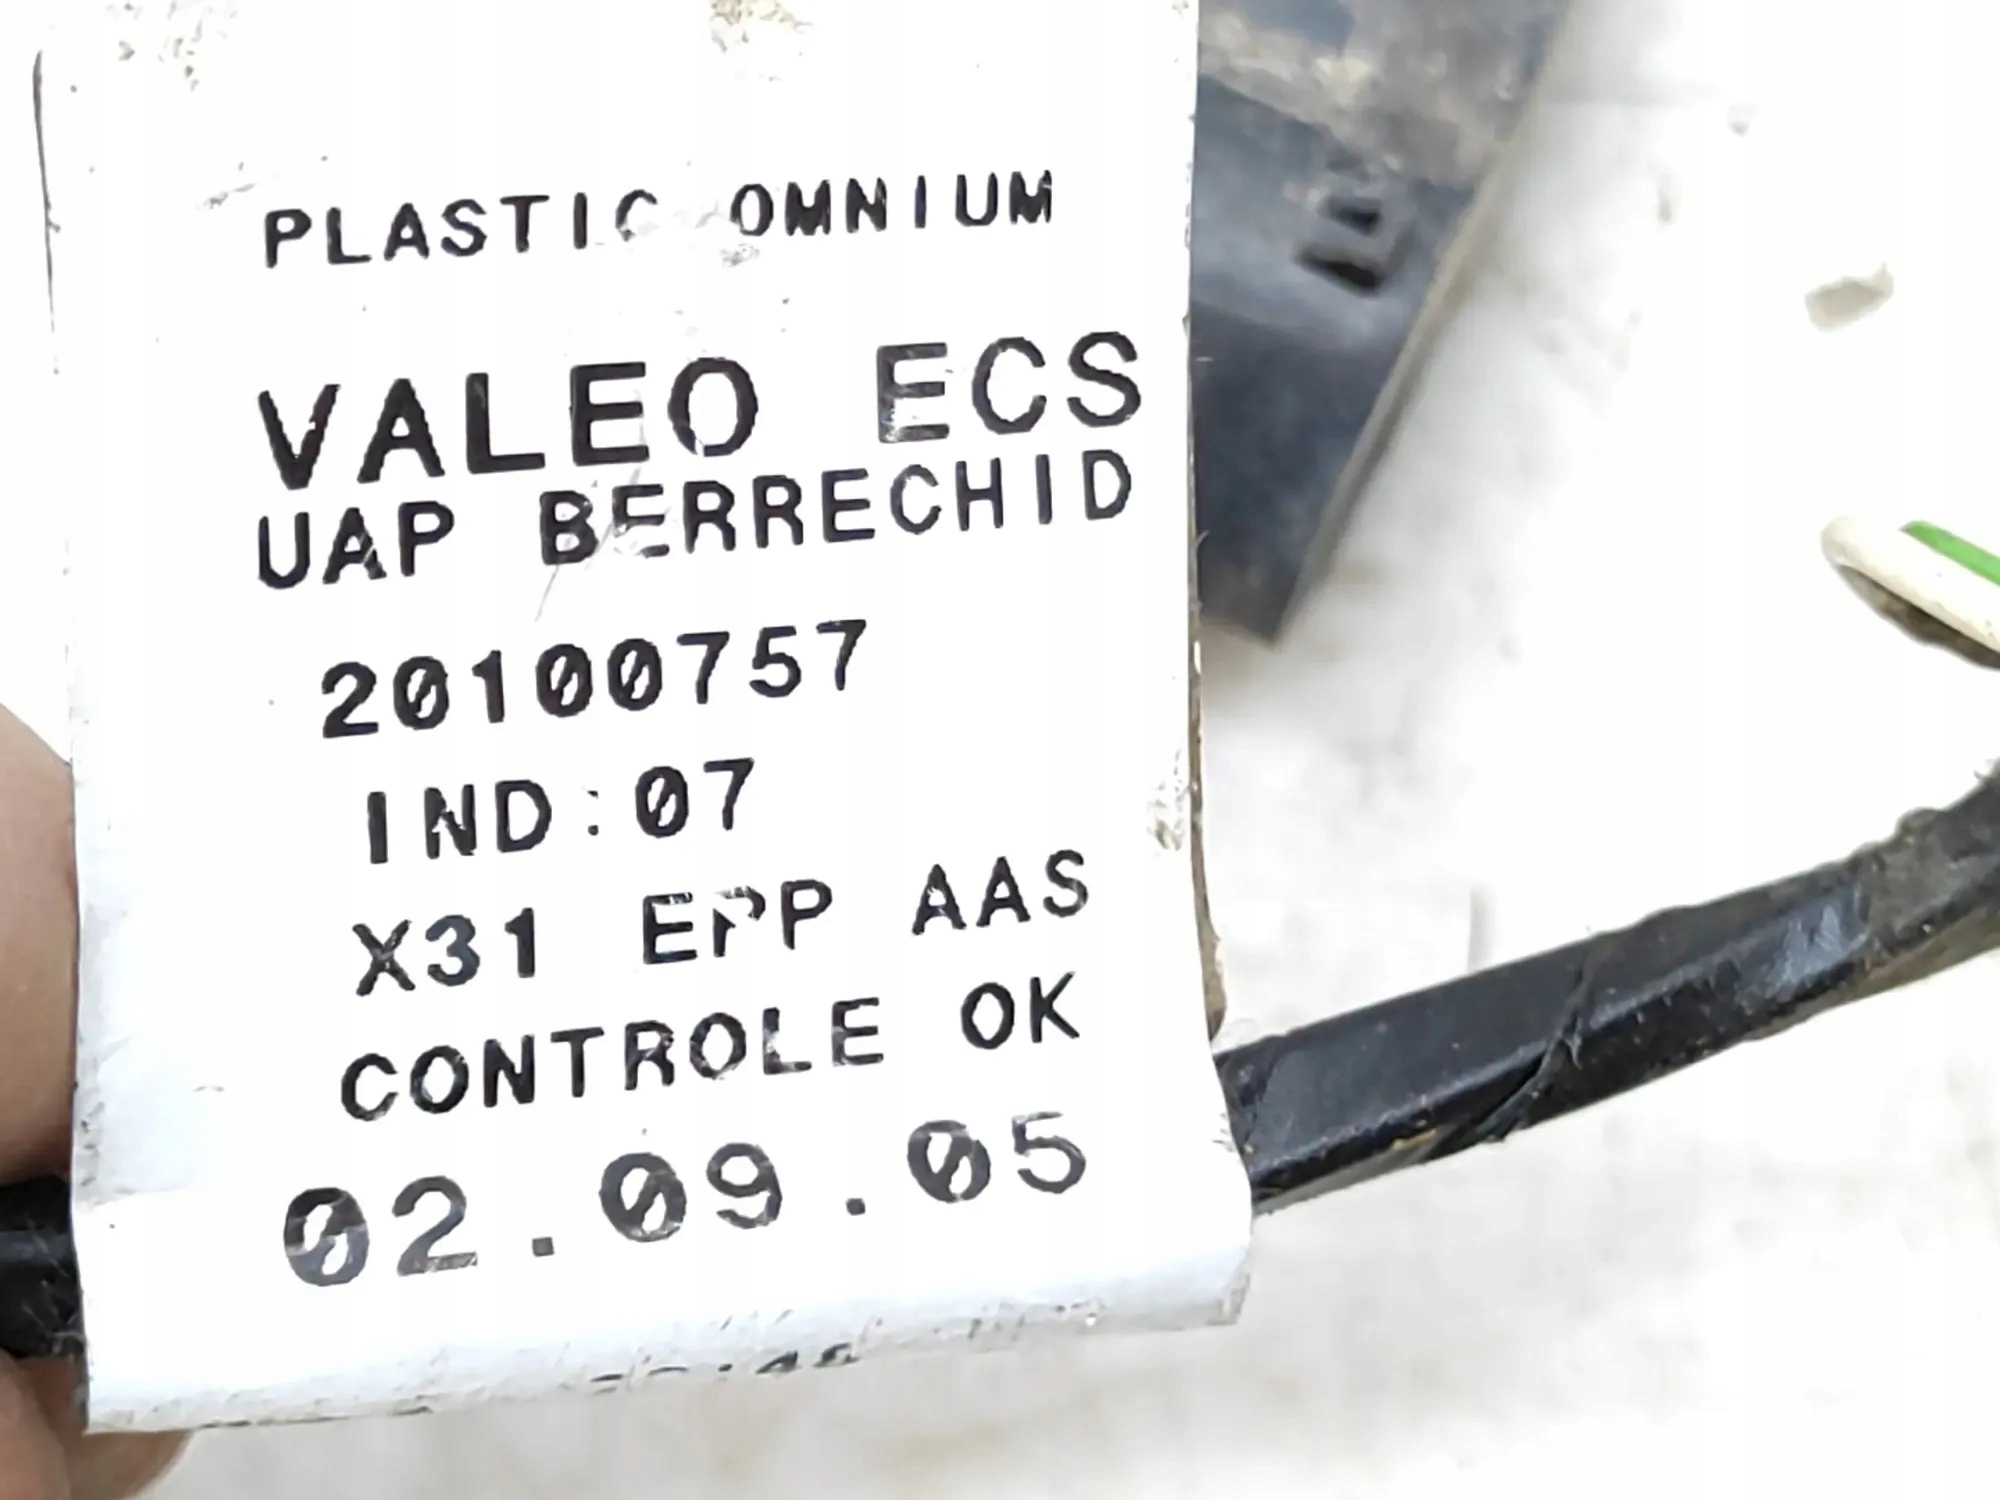 PLASTIC OMNIUM
VALEO ECS
UAP BERRECHID
20100757
IND:07
X31 EPP AAS
CONTROLE OK
02.09.05